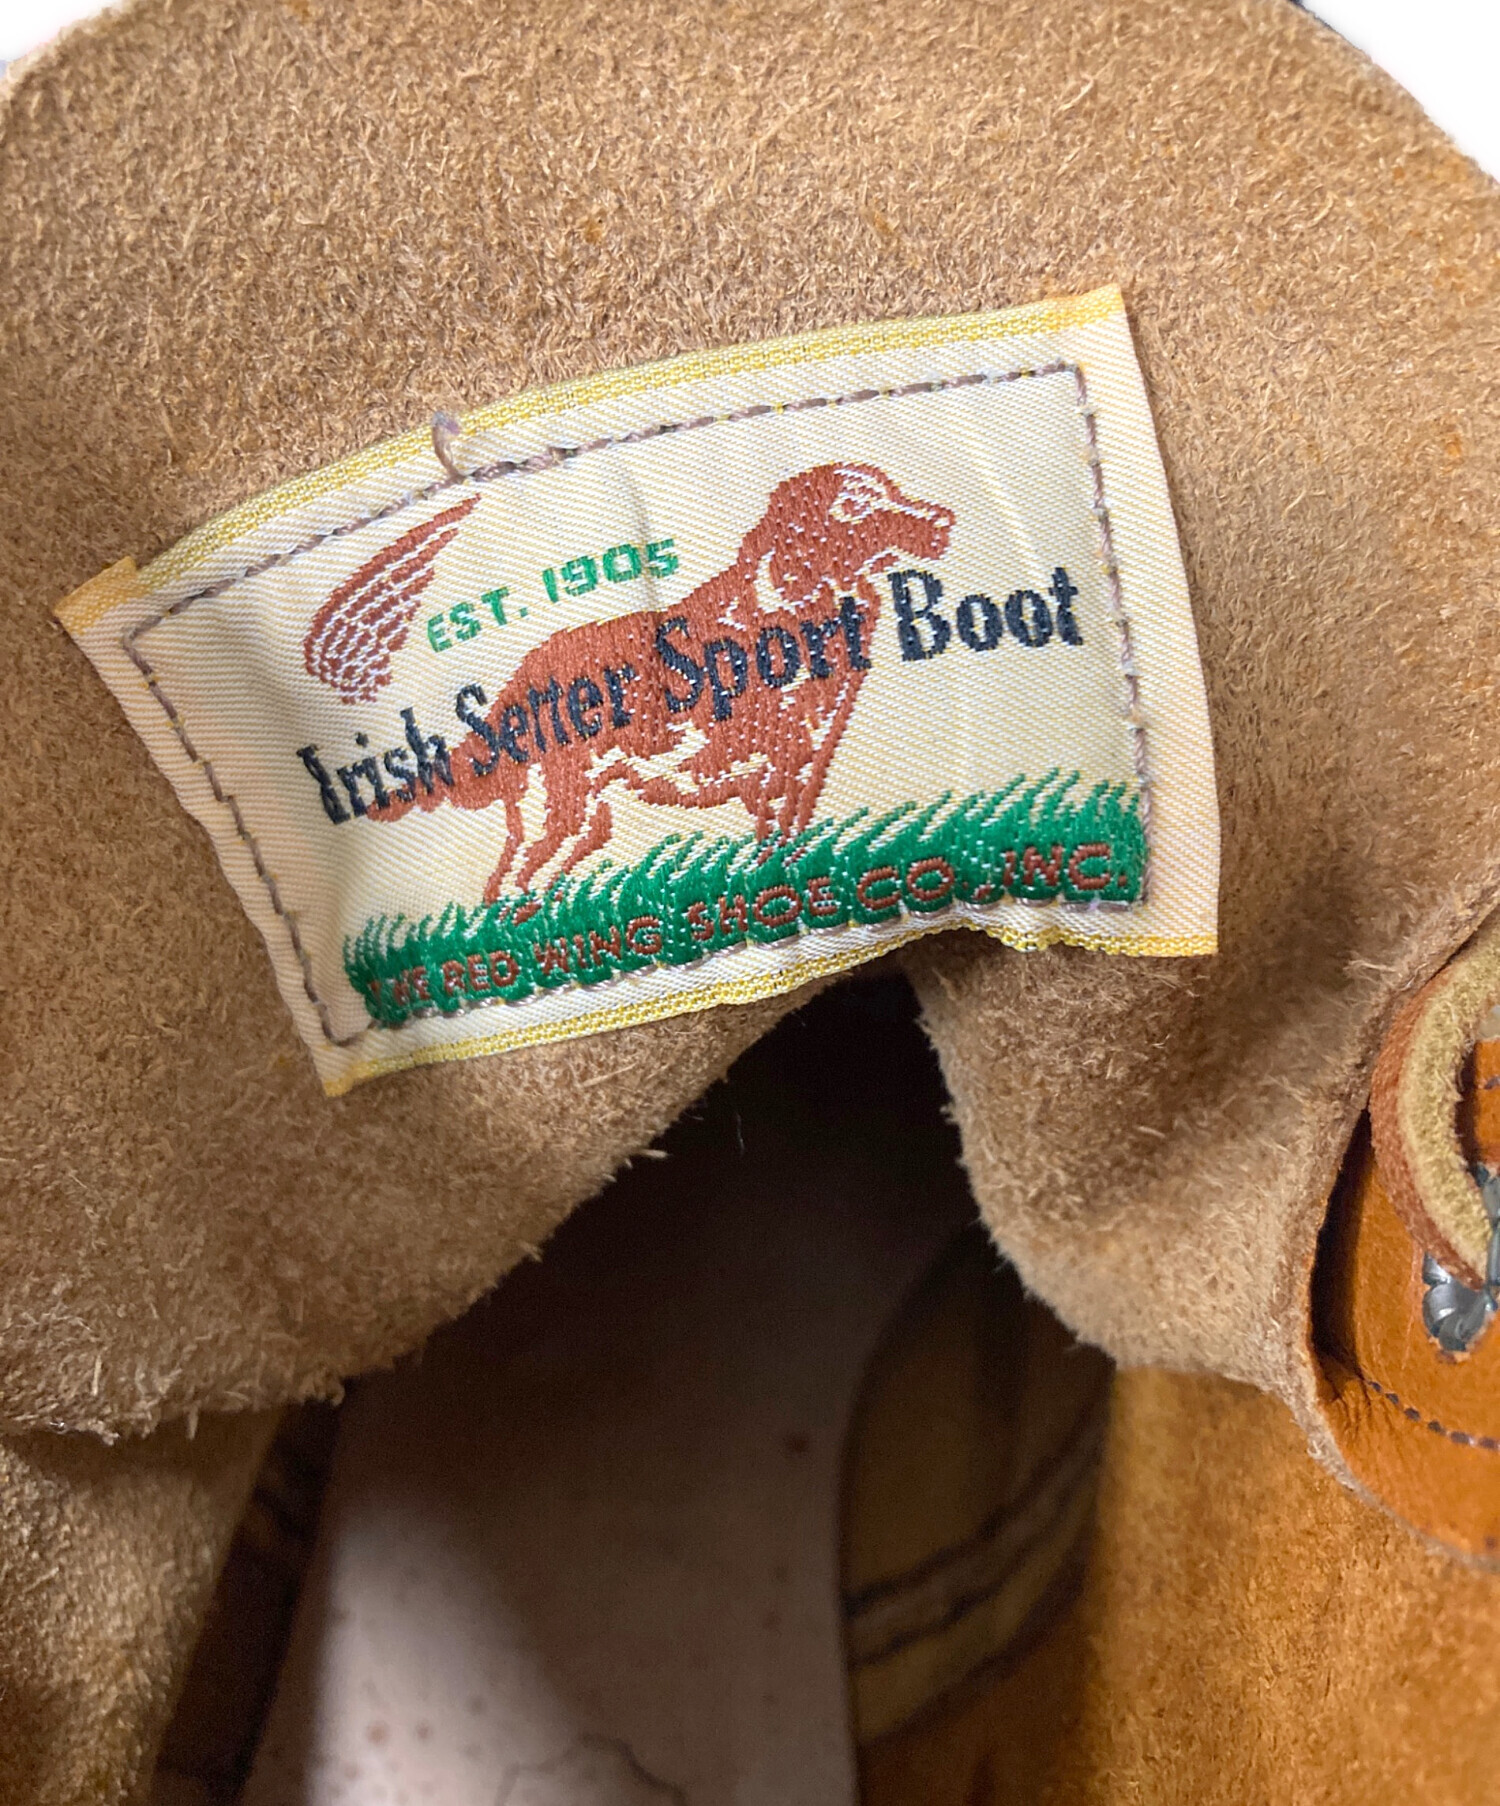 EST. 1905
Irish Setter Sport Boot
THE RED WING SHOE CO., INC.